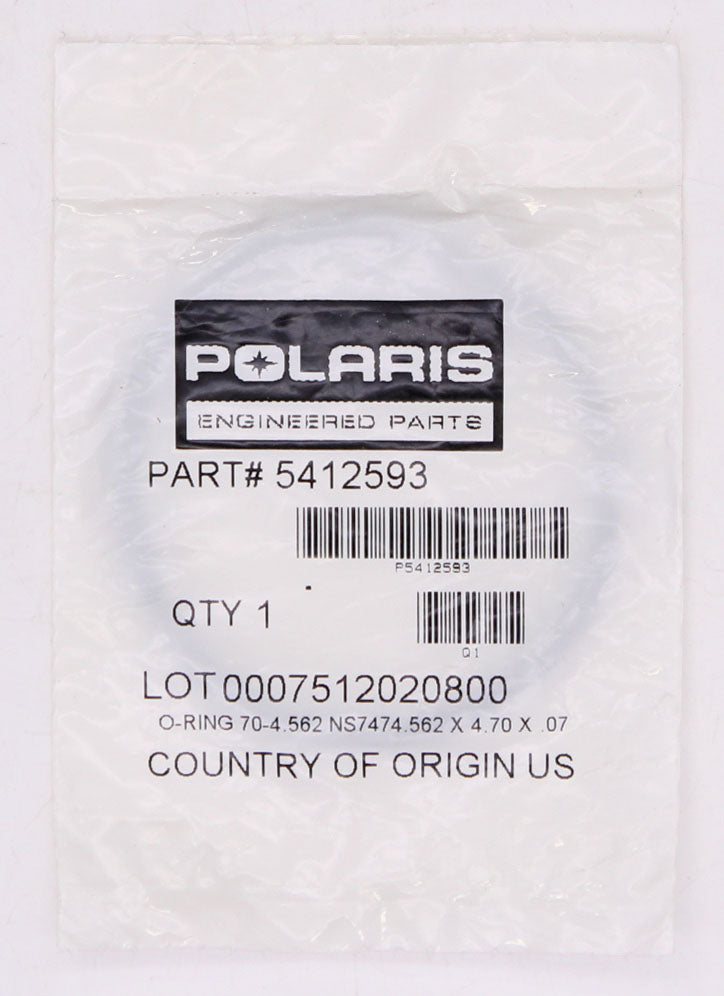 POLARIS
ENGINEERED PARTS
PART# 5412593
P5412593
QTY 1
Q1
LOT 0007512020800
O-RING 70-4.562 NS7474.562 X 4.70 X .07
COUNTRY OF ORIGIN US